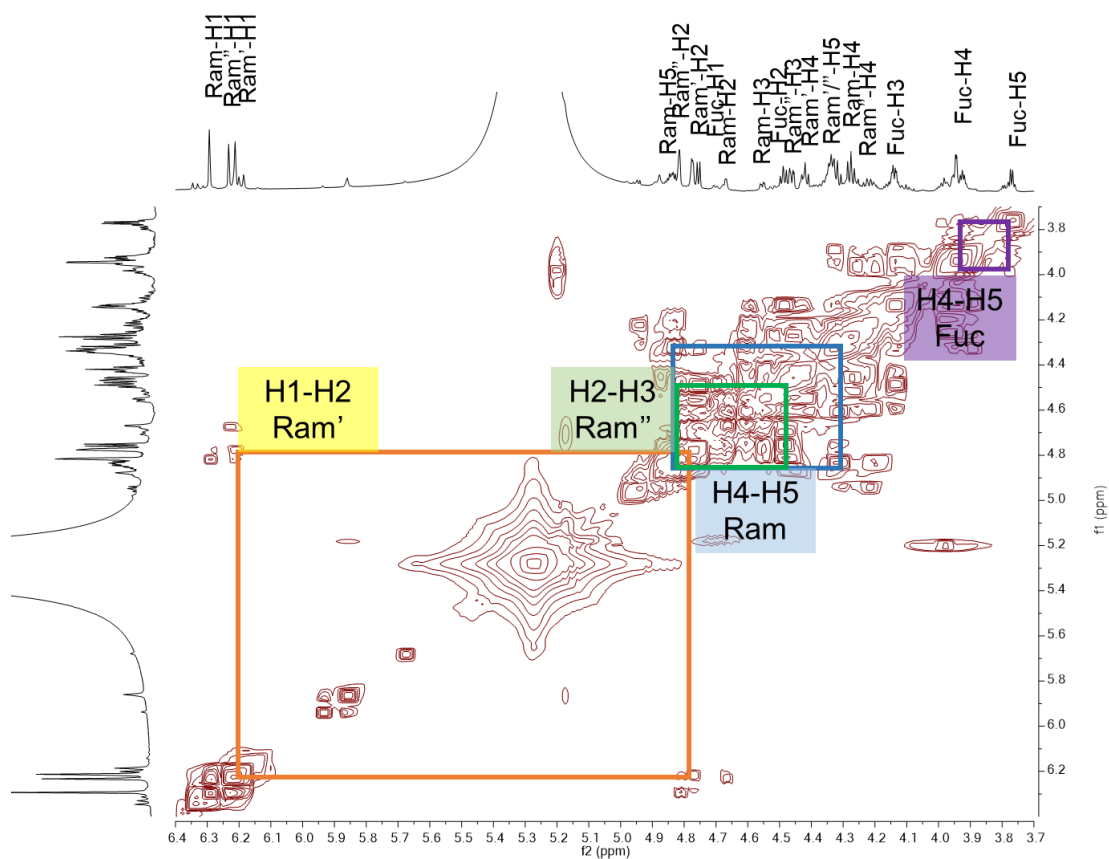 Ram-H1
Ram"-H1
Ram'-H1
Ram-H5
Ram"-H2
Ram'-H2
Fuc-H1
Ram-H2
Ram-H3
Fuc-H2
Ram"-H3
Ram'-H4
Ram'/"-H5
Ram-H4
Ram"-H4
Fuc-H3
Fuc-H4
Fuc-H5
3.8
4.0
4.2
4.4
4.6
4.8
5.0
5.2
5.4
5.6
5.8
6.0
6.2
f1 (ppm)
H4-H5
Fuc
H1-H2
Ram'
H2-H3
Ram"
H4-H5
Ram
6.4 6.3 6.2 6.1 6.0 5.9 5.8 5.7 5.6 5.5 5.4 5.3 5.2 5.1 5.0 4.9 4.8 4.7 4.6 4.5 4.4 4.3 4.2 4.1 4.0 3.9 3.8 3.7
f2 (ppm)